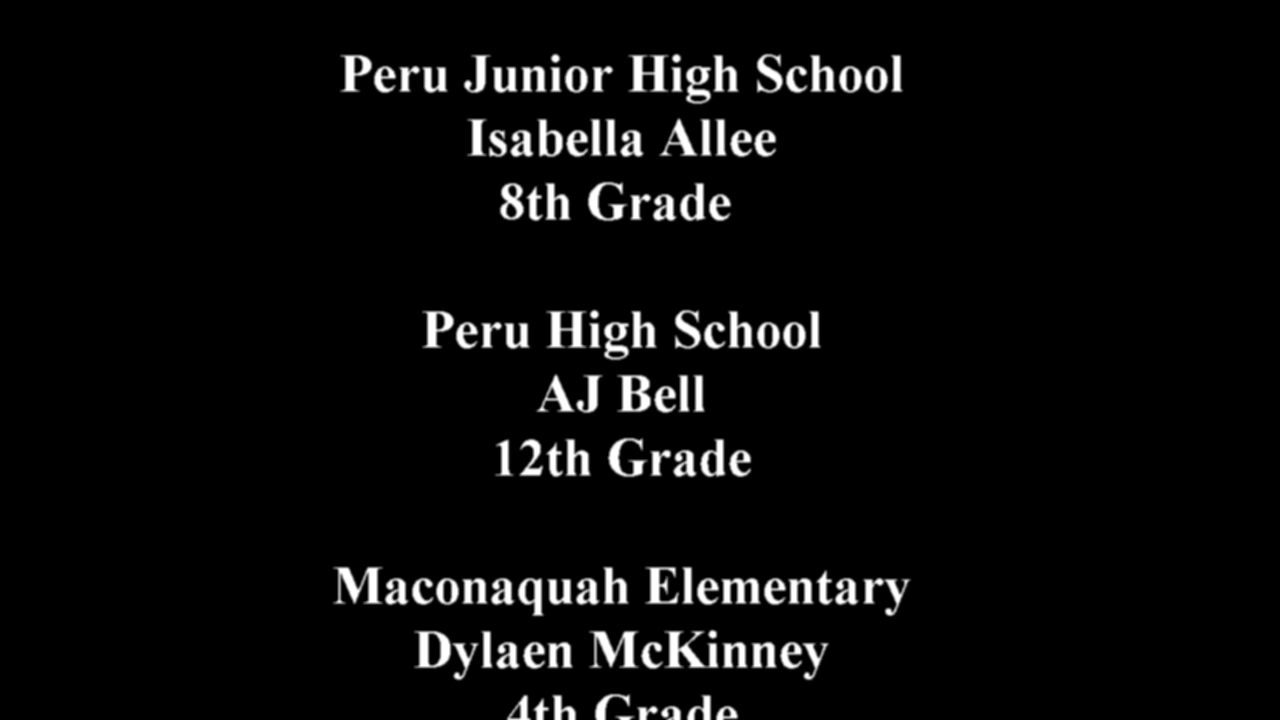 Peru Junior High School
Isabella Allee
8th Grade
Peru High School
AJ Bell
12th Grade
Maconaquah Elementary
Dylaen McKinney
4th Grade